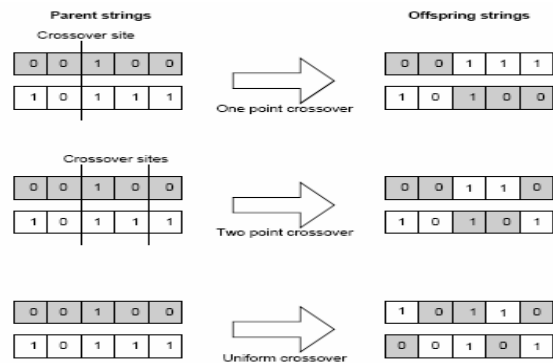 Parent strings Offspring strings
Crossover site
0 0 1 0 0 0 0 1 1 1
1 0 1 1 1 1 0 1 0 0
One point crossover
Crossover sites
0 0 1 0 0 0 0 1 1 0
1 0 1 1 1 1 0 1 0 1
Two point crossover
0 0 1 0 0 1 0 1 1 0
1 0 1 1 1 0 0 1 0 1
Uniform crossover